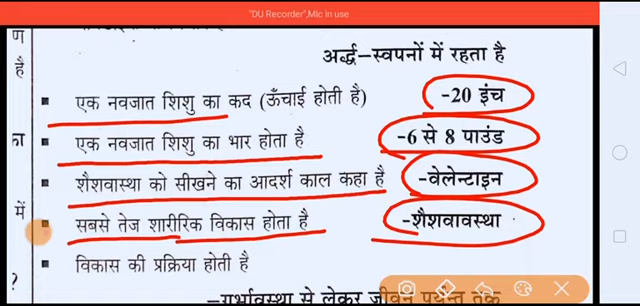 "DU Recorder",Mic in use
ण
अर्द्ध –स्वपनों में रहता है
है
▪ एक नवजात शिशु का कद (ऊँचाई होती है) -20 इंच
▪ एक नवजात शिशु का भार होता है -6 से 8 पाउंड
▪ शैशवास्था को सीखने का आदर्श काल कहा है -वेलेन्टाइन
में
▪ सबसे तेज शारीरिक विकास होता है -शैशवावस्था
▪ विकास की प्रक्रिया होती है
?
–गर्भावस्था से लेकर जीवन पर्यन्त तक